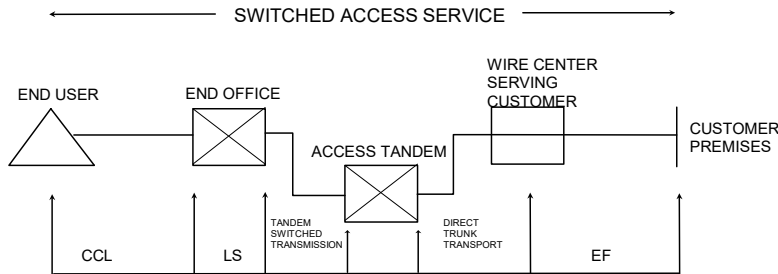 SWITCHED ACCESS SERVICE
WIRE CENTER
SERVING
CUSTOMER
END USER
END OFFICE
CUSTOMER
PREMISES
ACCESS TANDEM
TANDEM
SWITCHED
TRANSMISSION
DIRECT
TRUNK
TRANSPORT
CCL
LS
EF